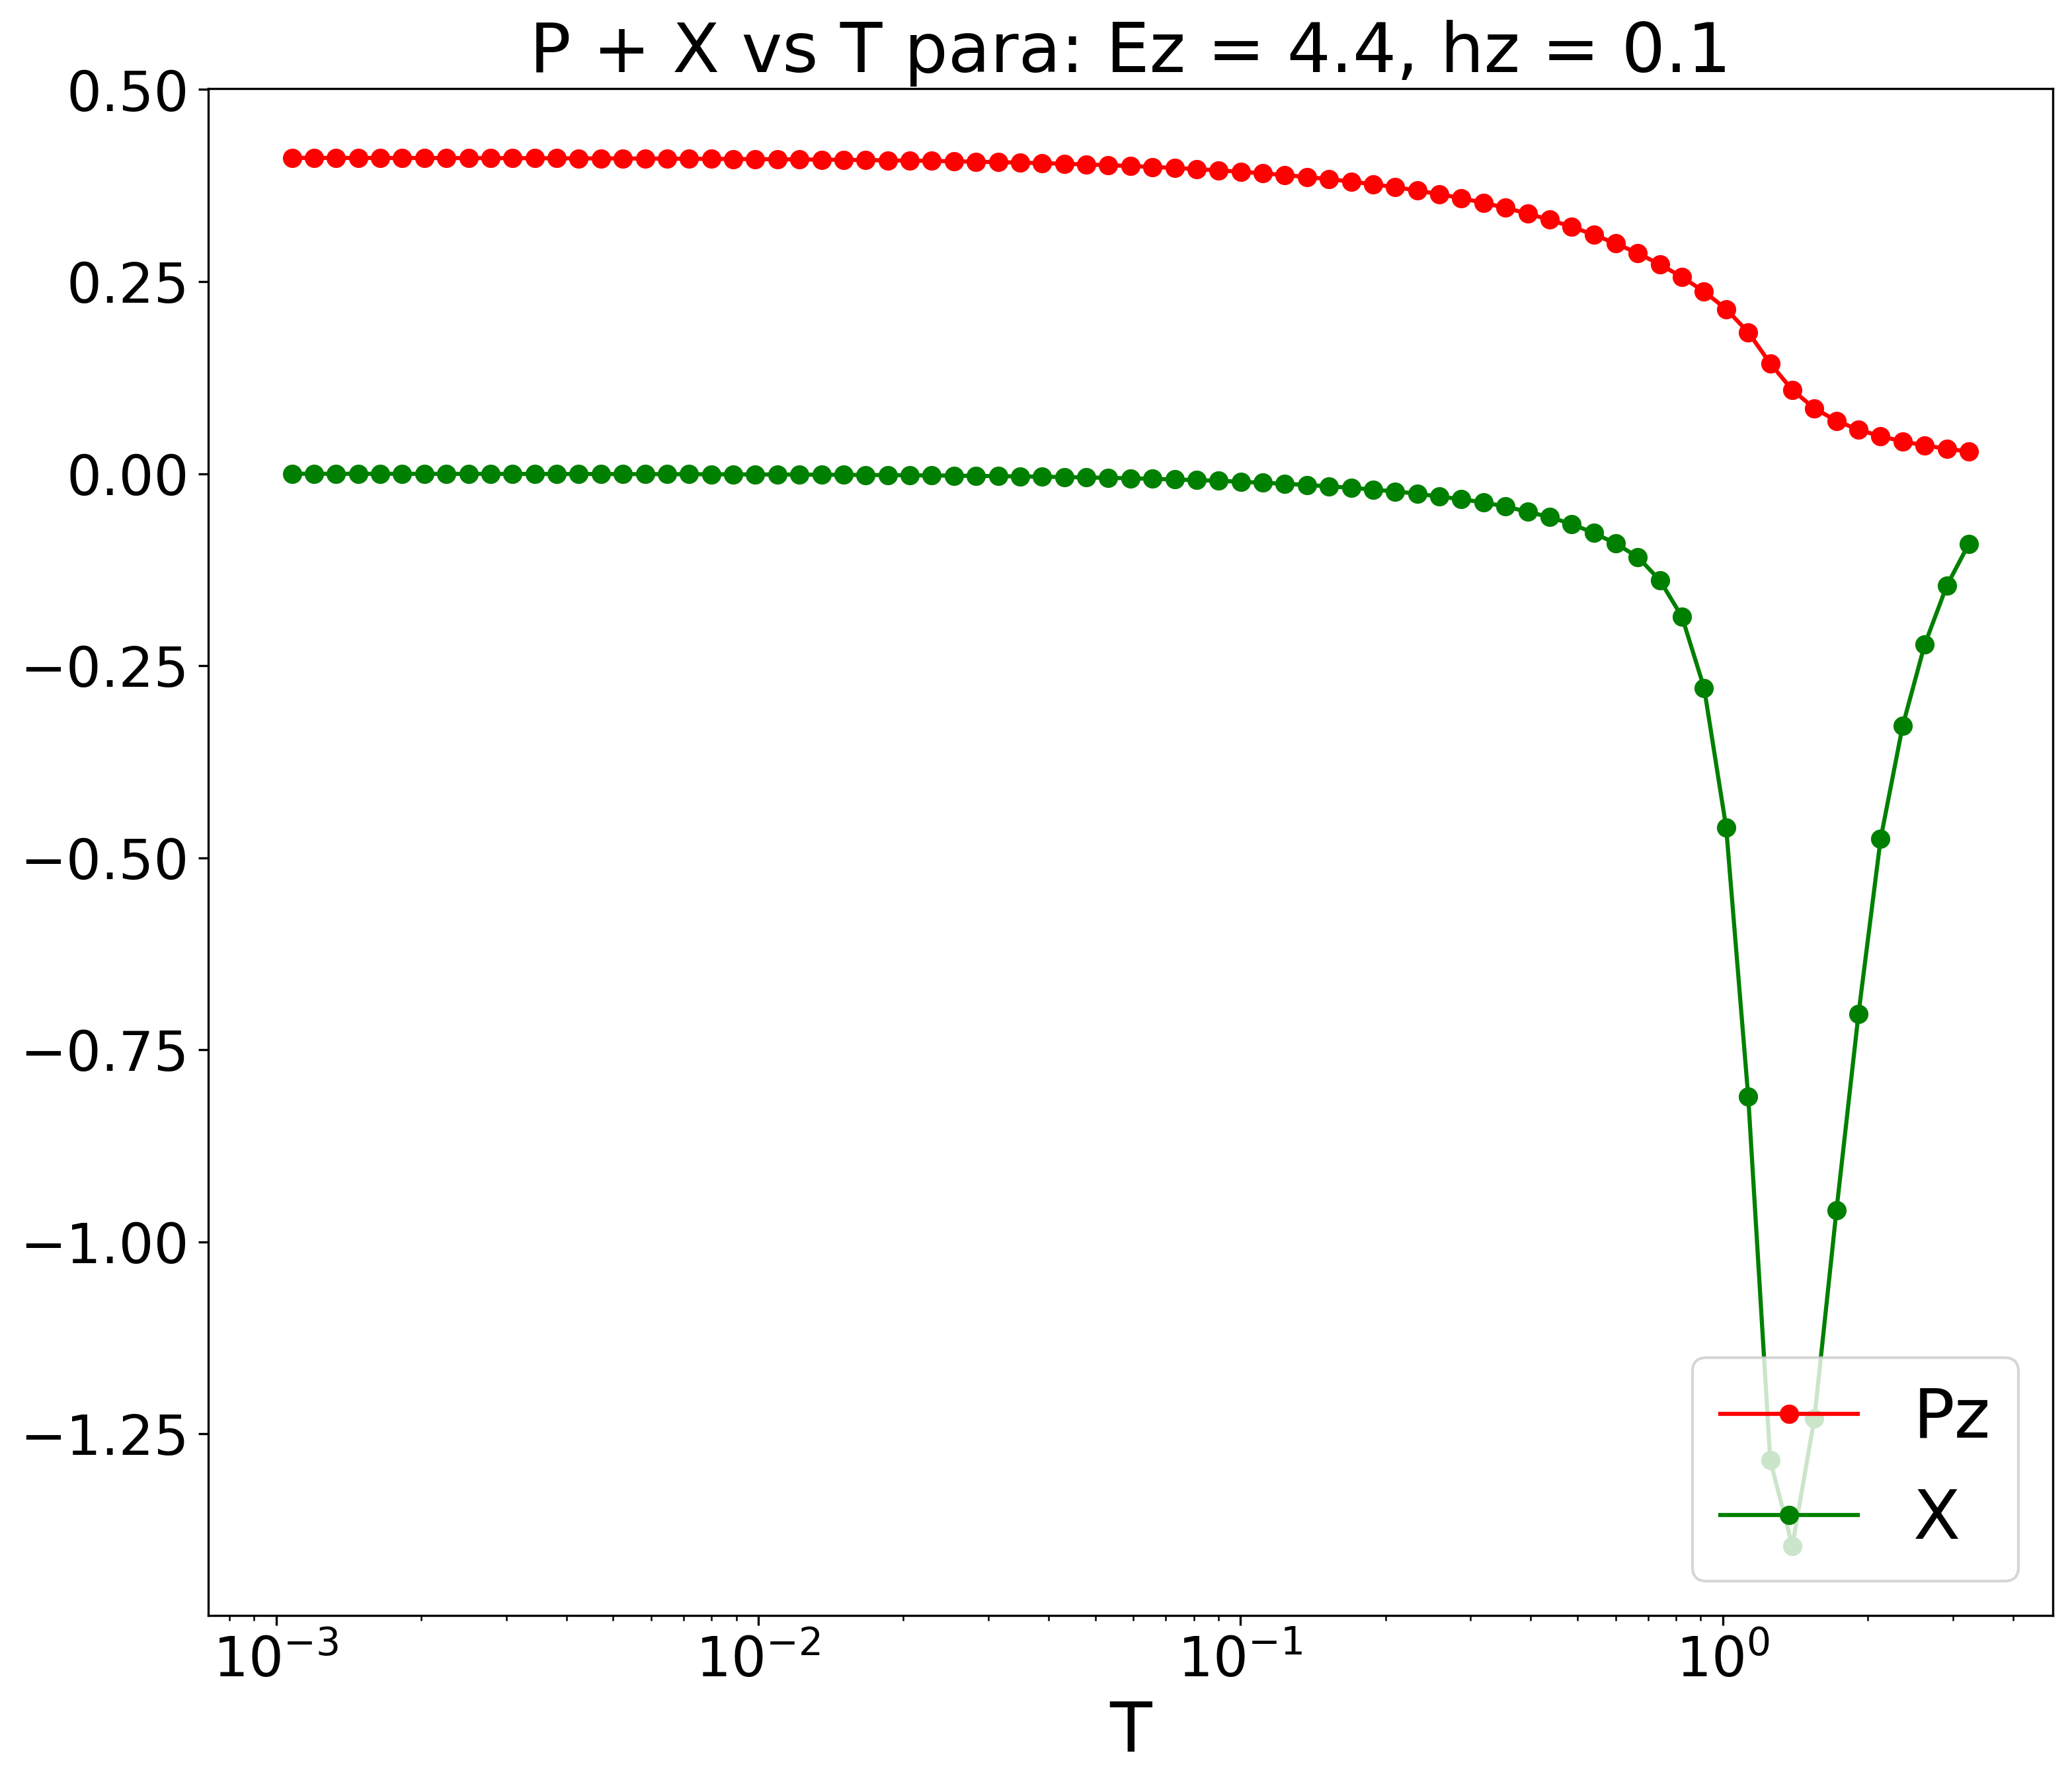 P + X vs T para: Ez = 4.4, hz = 0.1
0.50
0.25
0.00
−0.25
−0.50
−0.75
−1.00
−1.25
Pz
X
10⁻³ 10⁻² 10⁻¹ 10⁰
T